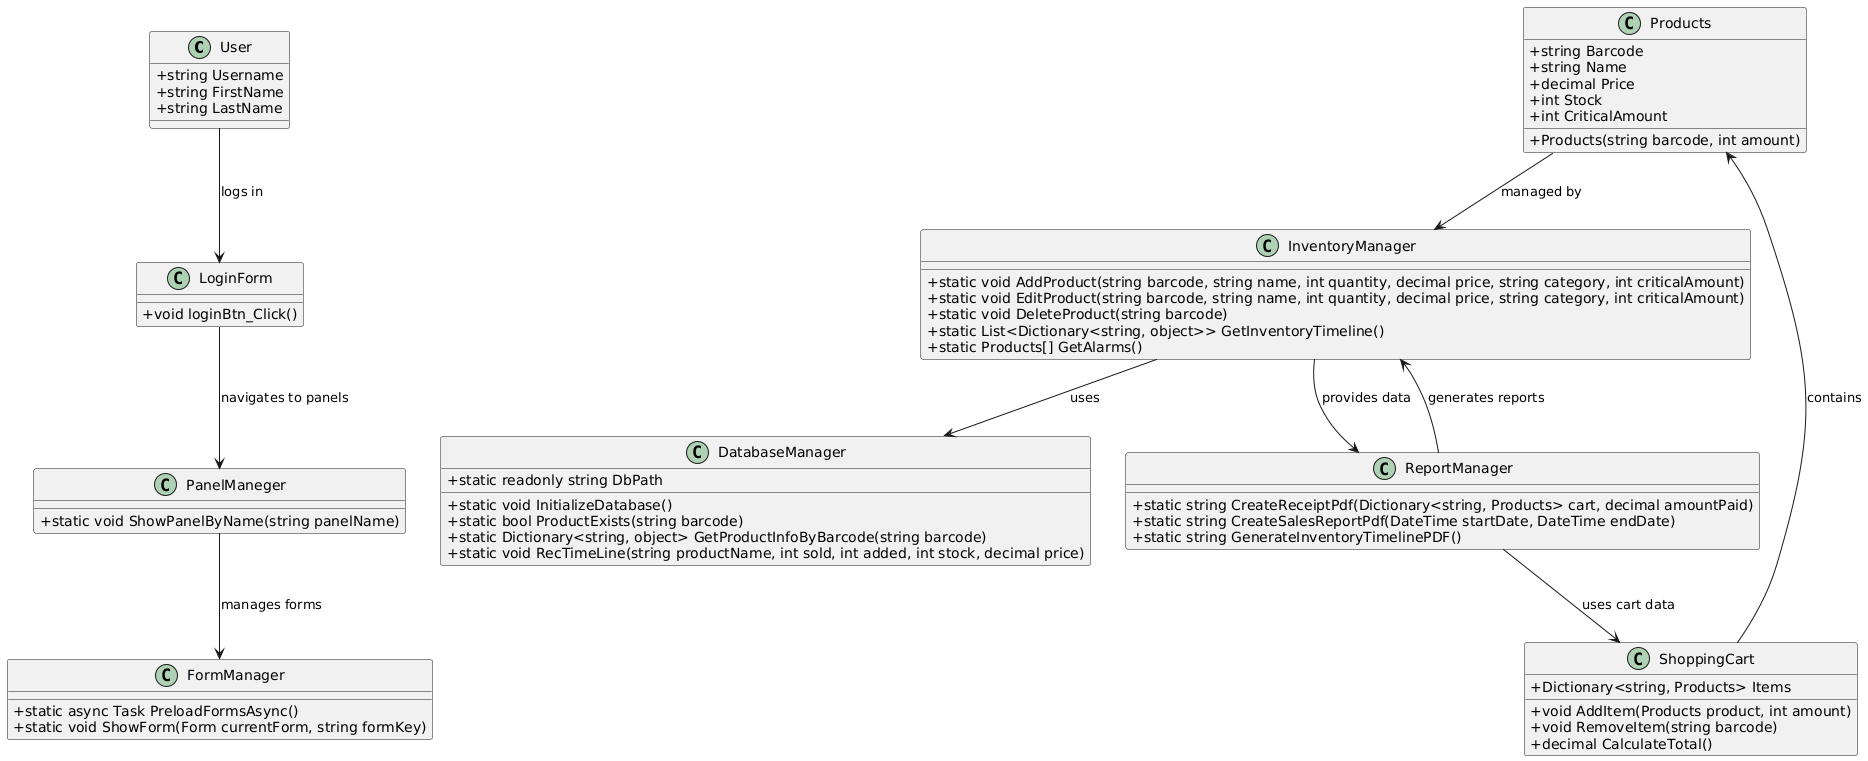 C User
+string Username
+string FirstName
+string LastName
logs in
C LoginForm
+void loginBtn_Click()
navigates to panels
C PanelManeger
+static void ShowPanelByName(string panelName)
manages forms
C FormManager
+static async Task PreloadFormsAsync()
+static void ShowForm(Form currentForm, string formKey)
C Products
+string Barcode
+string Name
+decimal Price
+int Stock
+int CriticalAmount
+Products(string barcode, int amount)
managed by
C InventoryManager
+static void AddProduct(string barcode, string name, int quantity, decimal price, string category, int criticalAmount)
+static void EditProduct(string barcode, string name, int quantity, decimal price, string category, int criticalAmount)
+static void DeleteProduct(string barcode)
+static List<Dictionary<string, object>> GetInventoryTimeline()
+static Products[] GetAlarms()
uses
provides data
generates reports
contains
C DatabaseManager
+static readonly string DbPath
+static void InitializeDatabase()
+static bool ProductExists(string barcode)
+static Dictionary<string, object> GetProductInfoByBarcode(string barcode)
+static void RecTimeLine(string productName, int sold, int added, int stock, decimal price)
C ReportManager
+static string CreateReceiptPdf(Dictionary<string, Products> cart, decimal amountPaid)
+static string CreateSalesReportPdf(DateTime startDate, DateTime endDate)
+static string GenerateInventoryTimelinePDF()
uses cart data
C ShoppingCart
+Dictionary<string, Products> Items
+void AddItem(Products product, int amount)
+void RemoveItem(string barcode)
+decimal CalculateTotal()